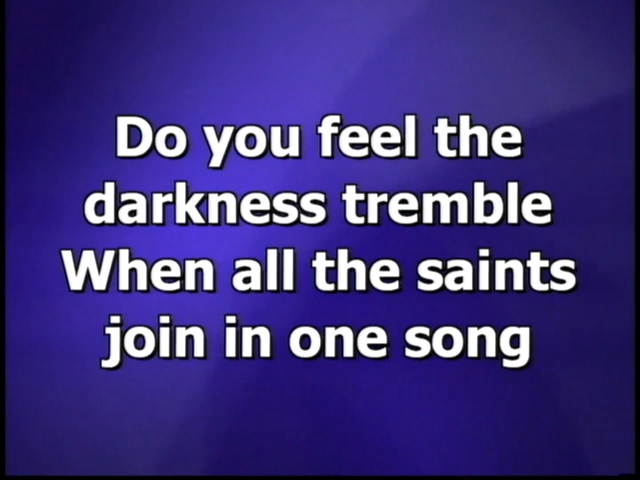 Do you feel the
darkness tremble
When all the saints
join in one song